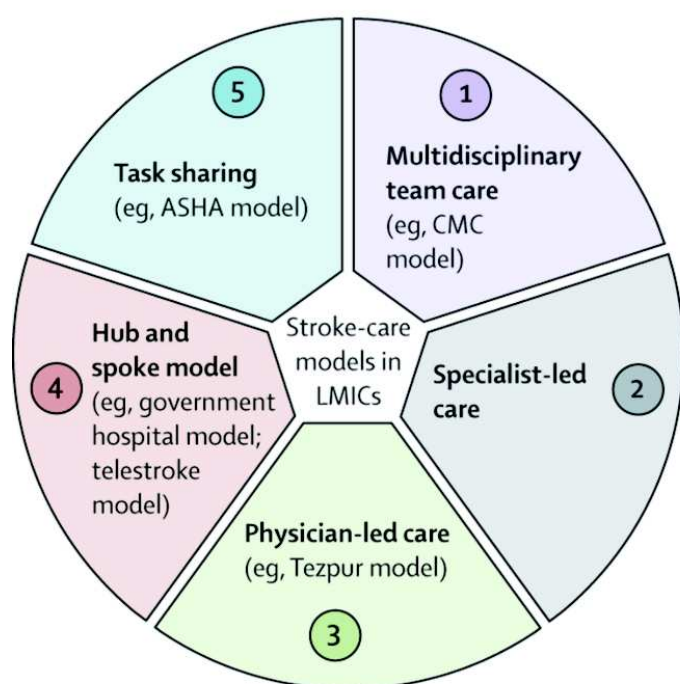 1
Multidisciplinary
team care
(eg, CMC
model)
Specialist-led
care
2
Physician-led care
(eg, Tezpur model)
3
Hub and
spoke model
4
(eg, government
hospital model;
telestroke
model)
5
Task sharing
(eg, ASHA model)
Stroke-care
models in
LMICs